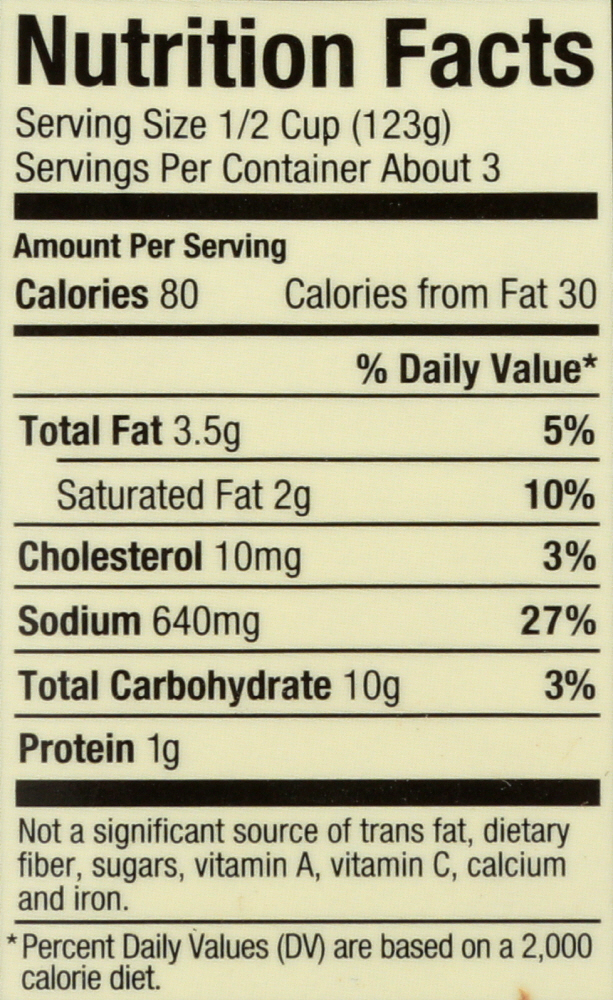 Nutrition Facts
Serving Size 1/2 Cup (123g)
Servings Per Container About 3
Amount Per Serving
Calories 80 Calories from Fat 30
% Daily Value*
Total Fat 3.5g 5%
Saturated Fat 2g 10%
Cholesterol 10mg 3%
Sodium 640mg 27%
Total Carbohydrate 10g 3%
Protein 1g
Not a significant source of trans fat, dietary
fiber, sugars, vitamin A, vitamin C, calcium
and iron.
*Percent Daily Values (DV) are based on a 2,000
calorie diet.